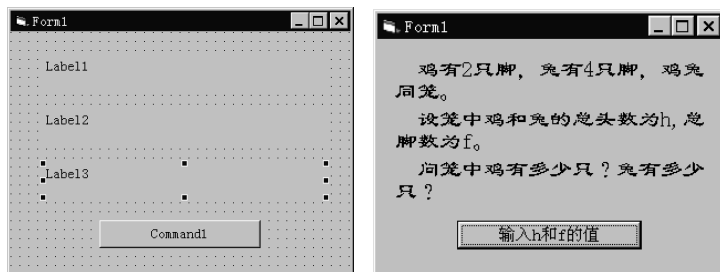 Form1
Label1
Label2
Label3
Command1
Form1
鸡有2只脚，兔有4只脚，鸡兔
同笼。
设笼中鸡和兔的总头数为h,总
脚数为f。
问笼中鸡有多少只？兔有多少
只？
输入h和f的值